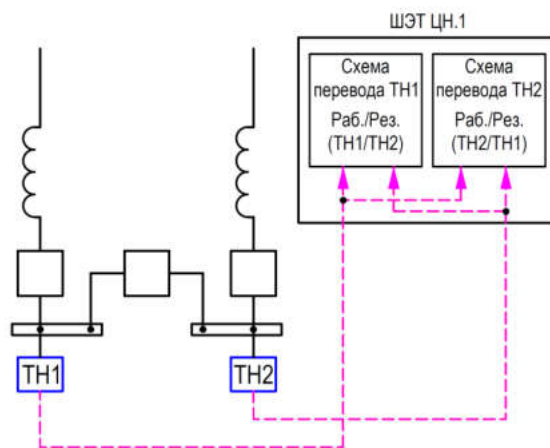 ШЭТ ЦН.1
Схема
перевода ТН1
Раб./Рез.
(ТН1/ТН2)
Схема
перевода ТН2
Раб./Рез.
(ТН2/ТН1)
ТН1
ТН2